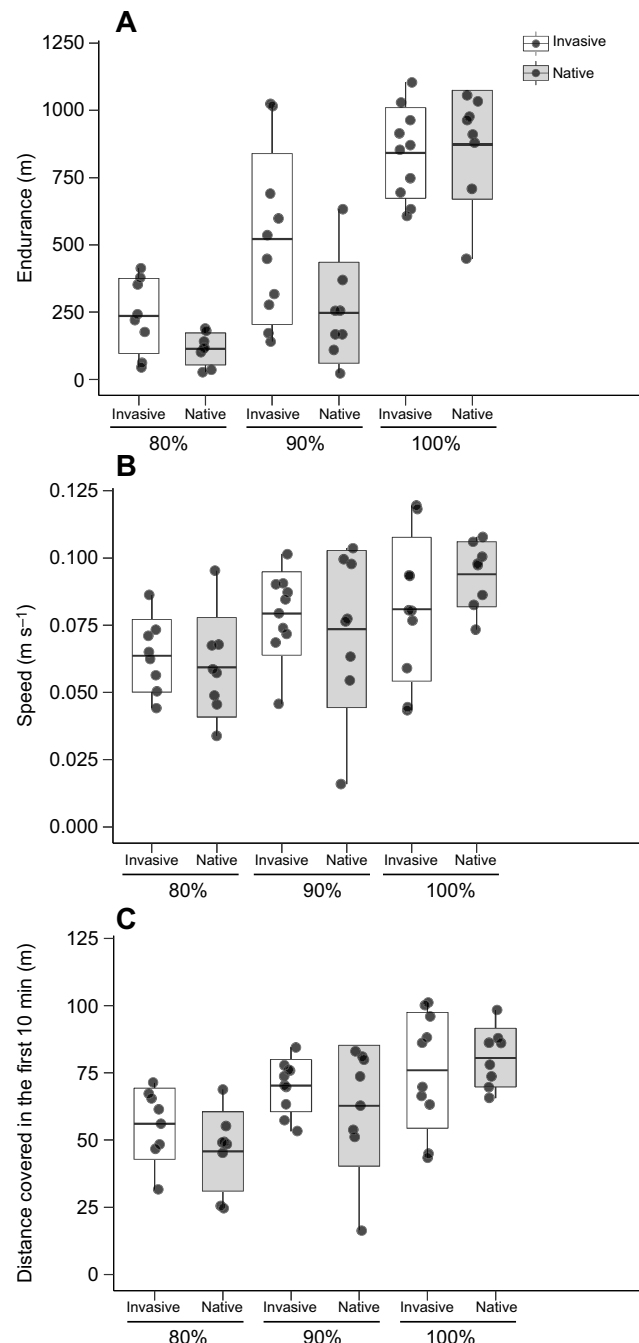 A
Invasive
Native
1250
1000
750
500
250
0
Endurance (m)
Invasive Native Invasive Native Invasive Native
80% 90% 100%
B
0.125
0.100
0.075
0.050
0.025
0.000
Speed (m s–1)
Invasive Native Invasive Native Invasive Native
80% 90% 100%
C
125
100
75
50
25
0
Distance covered in the first 10 min (m)
Invasive Native Invasive Native Invasive Native
80% 90% 100%